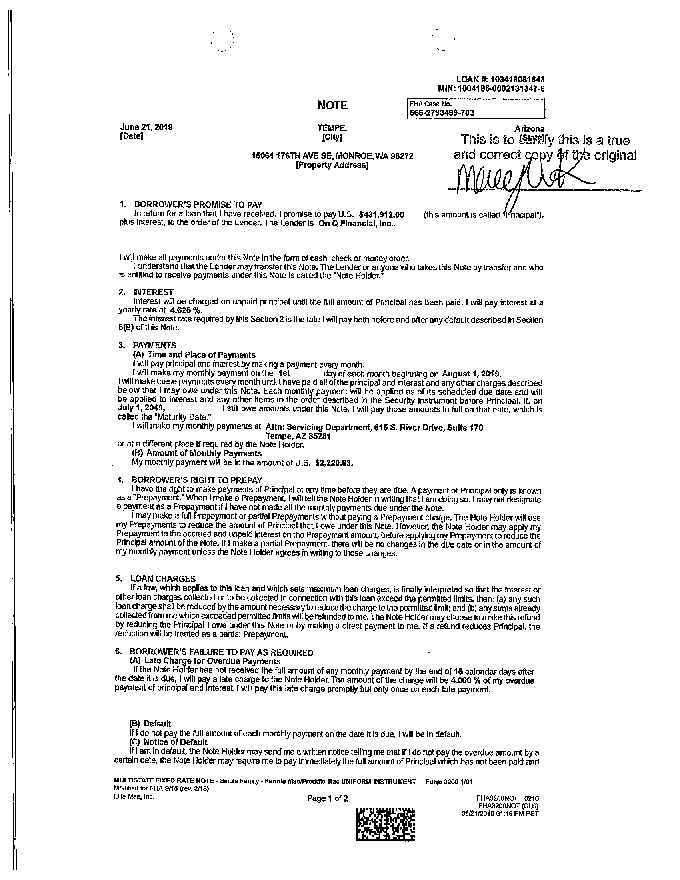 LOAN #:
MIN:
NOTE
FHA Case No.
June 21, 2019
[Date]
TEMPE,
[City]
Arizona
[State]
This is to certify this is a true
and correct copy of the original
176TH AVE SE, MONROE, WA 98272
[Property Address]
1. BORROWER'S PROMISE TO PAY
In return for a loan that I have received, I promise to pay U.S. $431,912.00 (this amount is called "Principal"),
plus interest, to the order of the Lender. The Lender is On Q Financial, Inc..
I will make all payments under this Note in the form of cash, check or money order.
I understand that the Lender may transfer this Note. The Lender or anyone who takes this Note by transfer and who
is entitled to receive payments under this Note is called the "Note Holder."
2. INTEREST
Interest will be charged on unpaid principal until the full amount of Principal has been paid. I will pay interest at a
yearly rate of 4.625 %.
The interest rate required by this Section 2 is the rate I will pay both before and after any default described in Section
6(B) of this Note.
3. PAYMENTS
(A) Time and Place of Payments
I will pay principal and interest by making a payment every month.
I will make my monthly payment on the 1st day of each month beginning on August 1, 2019.
I will make these payments every month until I have paid all of the principal and interest and any other charges described
below that I may owe under this Note. Each monthly payment will be applied as of its scheduled due date and will
be applied to interest and any other items in the order described in the Security Instrument before Principal. If, on
July 1, 2049, I still owe amounts under this Note, I will pay those amounts in full on that date, which is
called the "Maturity Date."
I will make my monthly payments at Attn: Servicing Department, 615 S. River Drive, Suite 170
Tempe, AZ 85281
or at a different place if required by the Note Holder.
(B) Amount of Monthly Payments
My monthly payment will be in the amount of U.S. $2,220.63.
4. BORROWER'S RIGHT TO PREPAY
I have the right to make payments of Principal at any time before they are due. A payment of Principal only is known
as a "Prepayment." When I make a Prepayment, I will tell the Note Holder in writing that I am doing so. I may not designate
a payment as a Prepayment if I have not made all the monthly payments due under the Note.
I may make a full Prepayment or partial Prepayments without paying a Prepayment charge. The Note Holder will use
my Prepayments to reduce the amount of Principal that I owe under this Note. However, the Note Holder may apply my
Prepayment to the accrued and unpaid interest on the Prepayment amount, before applying my Prepayment to reduce the
Principal amount of the Note. If I make a partial Prepayment, there will be no changes in the due date or in the amount of
my monthly payment unless the Note Holder agrees in writing to those changes.
5. LOAN CHARGES
If a law, which applies to this loan and which sets maximum loan charges, is finally interpreted so that the interest or
other loan charges collected or to be collected in connection with this loan exceed the permitted limits, then: (a) any such
loan charge shall be reduced by the amount necessary to reduce the charge to the permitted limit; and (b) any sums already
collected from me which exceeded permitted limits will be refunded to me. The Note Holder may choose to make this refund
by reducing the Principal I owe under this Note or by making a direct payment to me. If a refund reduces Principal, the
reduction will be treated as a partial Prepayment.
6. BORROWER'S FAILURE TO PAY AS REQUIRED
(A) Late Charge for Overdue Payments
If the Note Holder has not received the full amount of any monthly payment by the end of 15 calendar days after
the date it is due, I will pay a late charge to the Note Holder. The amount of the charge will be 4.000 % of my overdue
payment of principal and interest. I will pay this late charge promptly but only once on each late payment.
(B) Default
If I do not pay the full amount of each monthly payment on the date it is due, I will be in default.
(C) Notice of Default
If I am in default, the Note Holder may send me a written notice telling me that if I do not pay the overdue amount by a
certain date, the Note Holder may require me to pay immediately the full amount of Principal which has not been paid and
MULTISTATE FIXED RATE NOTE - Single Family - Fannie Mae/Freddie Mac UNIFORM INSTRUMENT Form 3200 1/01
Modified for FHA 9/15 (rev. 2/16)
Ellie Mae, Inc.
Page 1 of 2
FHA3200NOT 0216
FHA3200NOT (CLS)